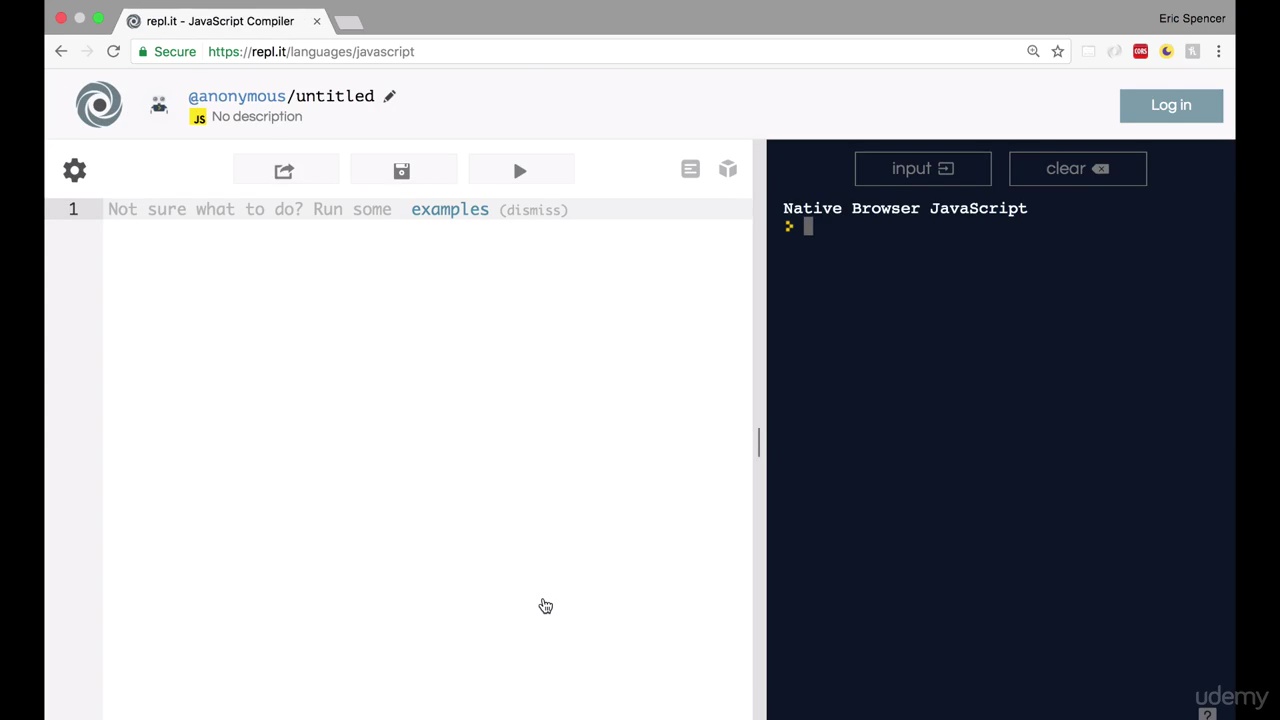 repl.it - JavaScript Compiler
Eric Spencer
Secure https://repl.it/languages/javascript
CORS
@anonymous/untitled
JS No description
Log in
input
clear
1 Not sure what to do? Run some examples (dismiss)
Native Browser JavaScript
udemy
?